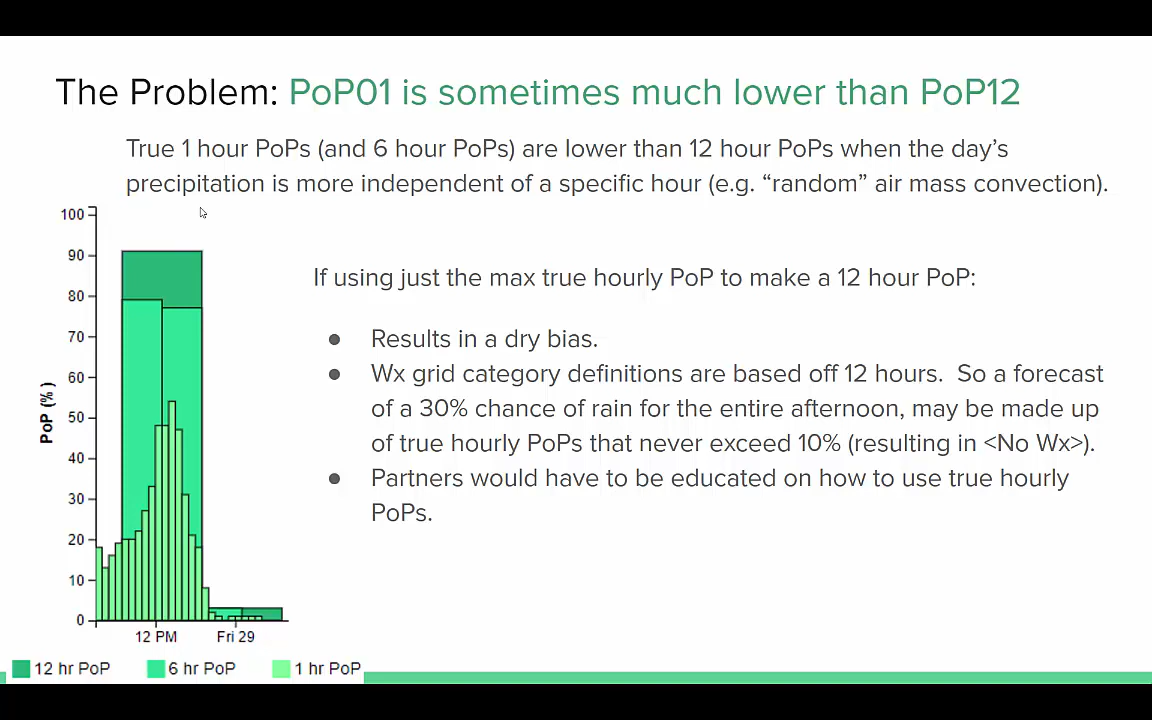 The Problem: PoP01 is sometimes much lower than PoP12
True 1 hour PoPs (and 6 hour PoPs) are lower than 12 hour PoPs when the day’s
precipitation is more independent of a specific hour (e.g. “random” air mass convection).
If using just the max true hourly PoP to make a 12 hour PoP:
● Results in a dry bias.
● Wx grid category definitions are based off 12 hours. So a forecast
of a 30% chance of rain for the entire afternoon, may be made up
of true hourly PoPs that never exceed 10% (resulting in <No Wx>).
● Partners would have to be educated on how to use true hourly
PoPs.
PoP (%)
100
90
80
70
60
50
40
30
20
10
0
12 PM Fri 29
12 hr PoP 6 hr PoP 1 hr PoP